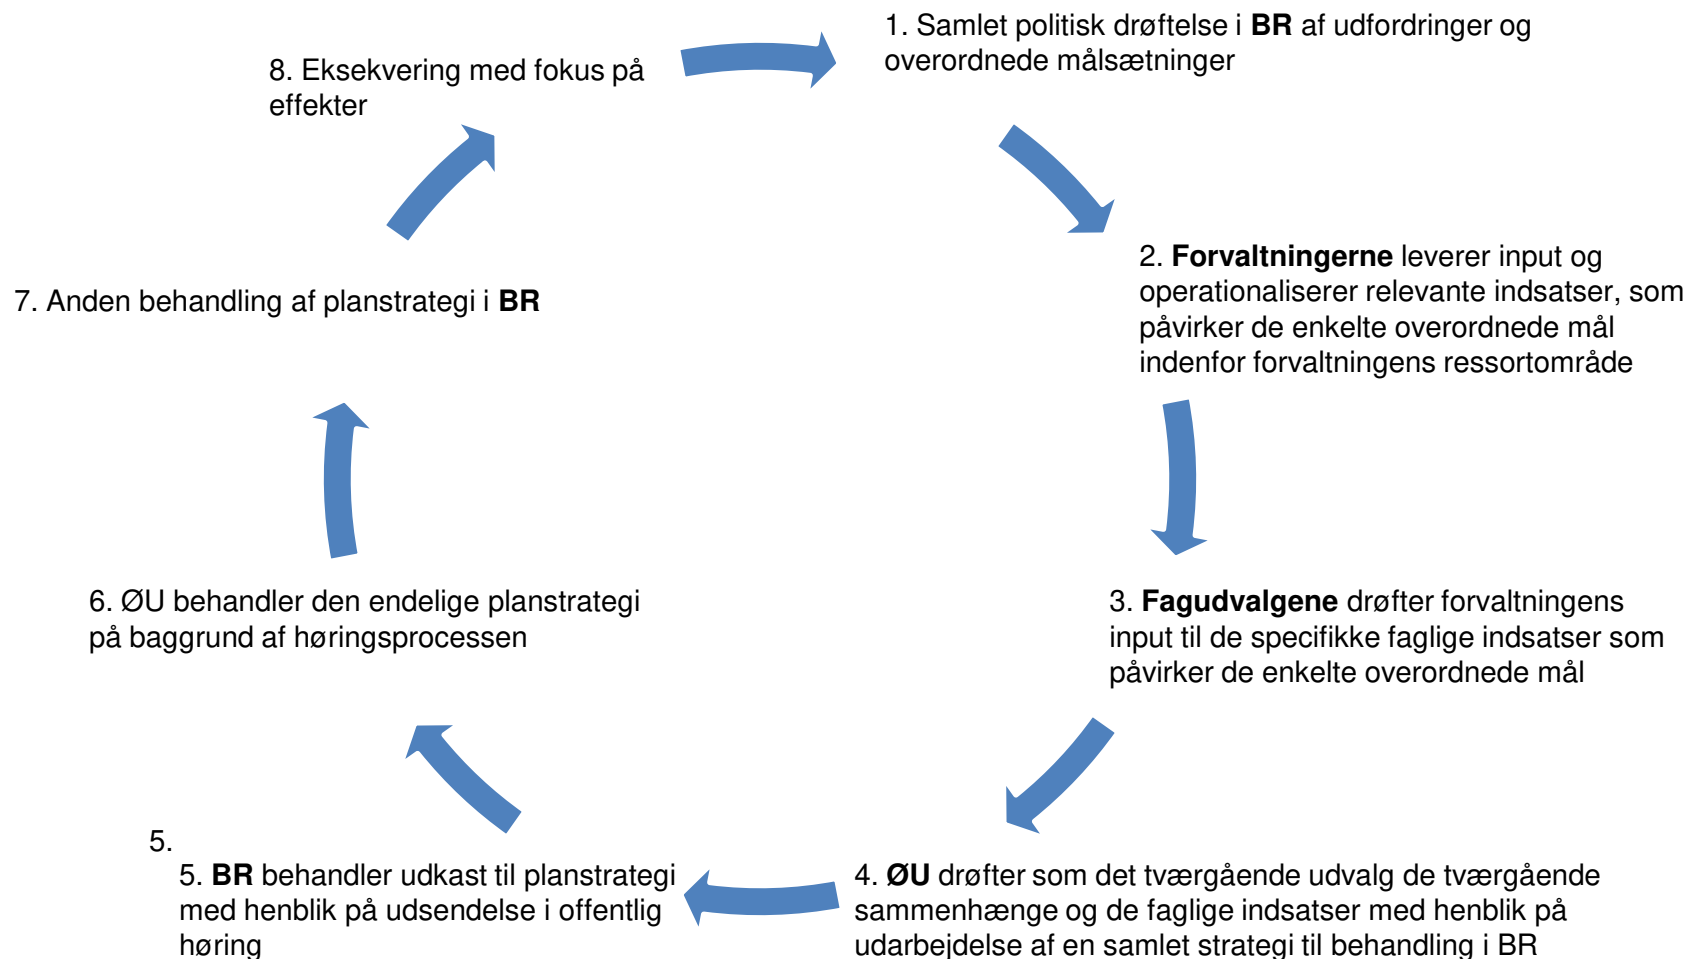 1. Samlet politisk drøftelse i BR af udfordringer og
overordnede målsætninger
2. Forvaltningerne leverer input og
operationaliserer relevante indsatser, som
påvirker de enkelte overordnede mål
indenfor forvaltningens ressortområde
3. Fagudvalgene drøfter forvaltningens
input til de specifikke faglige indsatser som
påvirker de enkelte overordnede mål
4. ØU drøfter som det tværgående udvalg de tværgående
sammenhænge og de faglige indsatser med henblik på
udarbejdelse af en samlet strategi til behandling i BR
5.
5. BR behandler udkast til planstrategi
med henblik på udsendelse i offentlig
høring
6. ØU behandler den endelige planstrategi
på baggrund af høringsprocessen
7. Anden behandling af planstrategi i BR
8. Eksekvering med fokus på
effekter